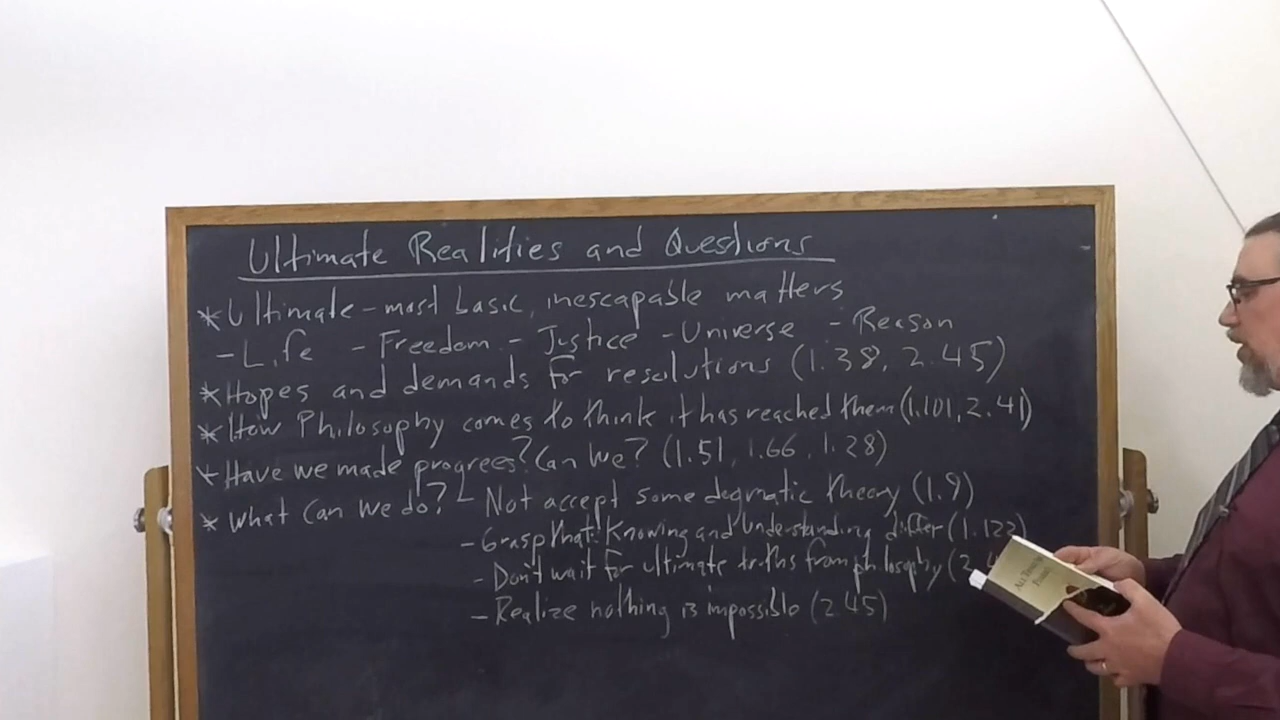 Ultimate Realities and Questions
* Ultimate - most basic, inescapable matters
- Life - Freedom - Justice - Universe - Reason
* Hopes and demands for resolutions (1.38, 2.45)
* How Philosophy comes to think it has reached them (1.101, 2.41)
* Have we made progrees? Can we? (1.51, 1.66, 1.28)
* What can we do? - Not accept some dogmatic theory (1.9)
- Grasp that Knowing and Understanding differ (1.122)
- Don't wait for ultimate truths from philosophy (2.
- Realize nothing is impossible (2.45)
All Things